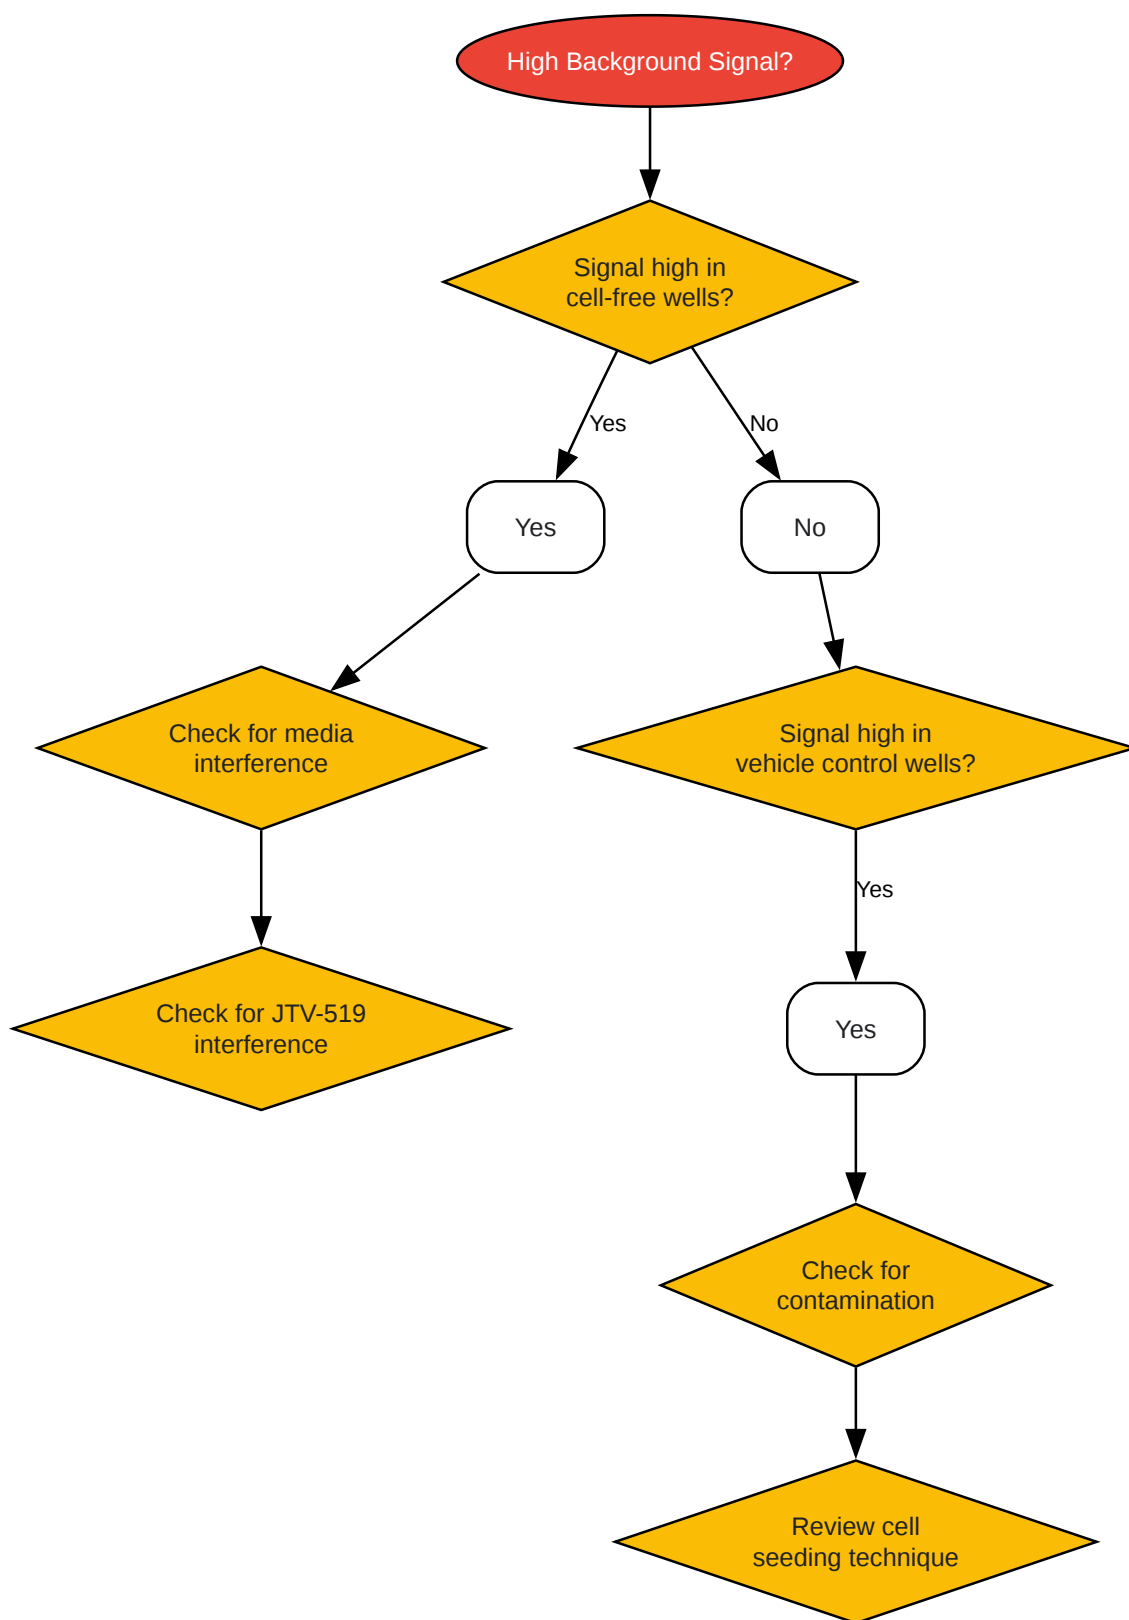 High Background Signal?
Signal high in
cell-free wells?
Yes
No
Yes
No
Check for media
interference
Signal high in
vehicle control wells?
Yes
Check for JTV-519
interference
Yes
Check for
contamination
Review cell
seeding technique